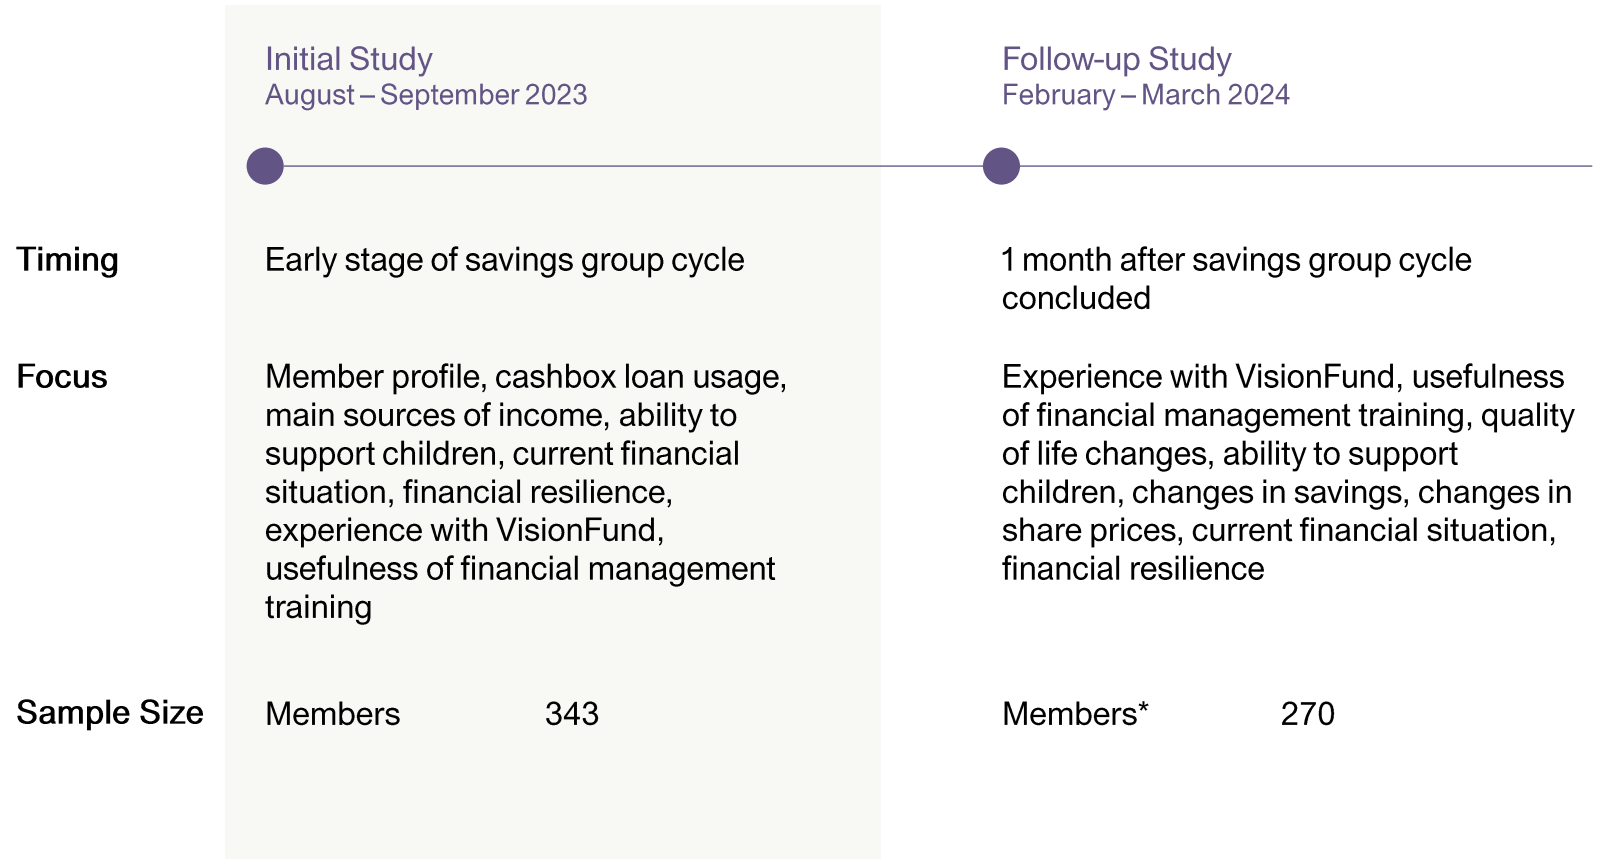 Initial Study
August – September 2023
Follow-up Study
February – March 2024
Timing
Early stage of savings group cycle
1 month after savings group cycle
concluded
Focus
Member profile, cashbox loan usage,
main sources of income, ability to
support children, current financial
situation, financial resilience,
experience with VisionFund,
usefulness of financial management
training
Experience with VisionFund, usefulness
of financial management training, quality
of life changes, ability to support
children, changes in savings, changes in
share prices, current financial situation,
financial resilience
Sample Size
Members 343
Members* 270